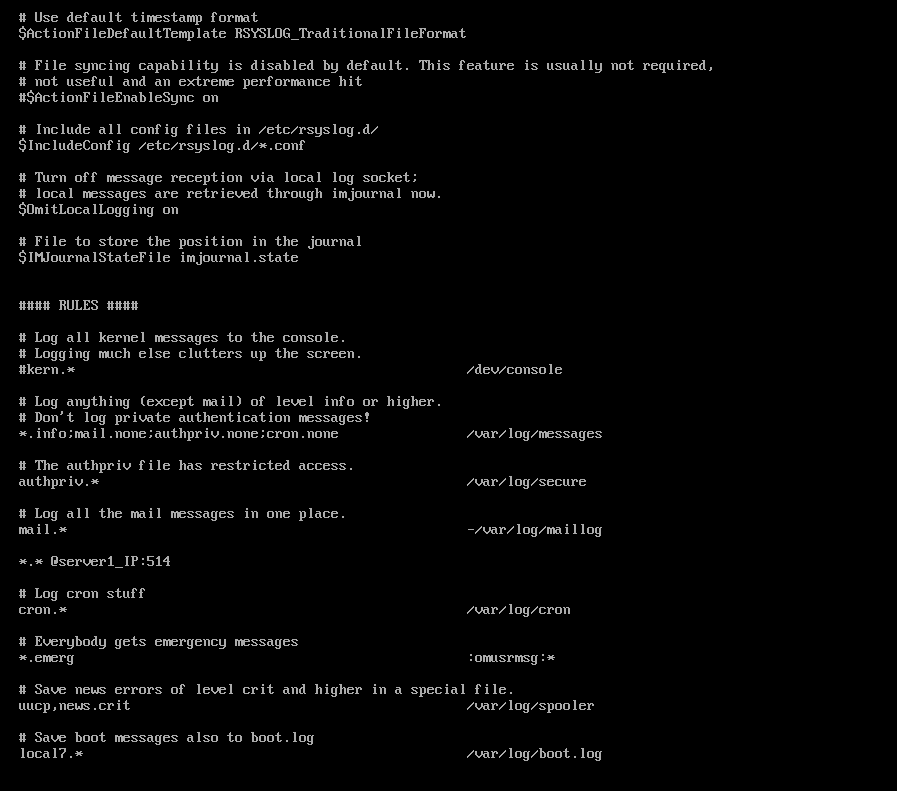 # Use default timestamp format
$ActionFileDefaultTemplate RSYSLOG_TraditionalFileFormat
# File syncing capability is disabled by default. This feature is usually not required,
# not useful and an extreme performance hit
#$ActionFileEnableSync on
# Include all config files in /etc/rsyslog.d/
$IncludeConfig /etc/rsyslog.d/*.conf
# Turn off message reception via local log socket;
# local messages are retrieved through imjournal now.
$OmitLocalLogging on
# File to store the position in the journal
$IMJournalStateFile imjournal.state
#### RULES ####
# Log all kernel messages to the console.
# Logging much else clutters up the screen.
#kern.* /dev/console
# Log anything (except mail) of level info or higher.
# Don't log private authentication messages!
*.info;mail.none;authpriv.none;cron.none /var/log/messages
# The authpriv file has restricted access.
authpriv.* /var/log/secure
# Log all the mail messages in one place.
mail.* -/var/log/maillog
*.* @server1_IP:514
# Log cron stuff
cron.* /var/log/cron
# Everybody gets emergency messages
*.emerg :omusrmsg:*
# Save news errors of level crit and higher in a special file.
uucp,news.crit /var/log/spooler
# Save boot messages also to boot.log
local7.* /var/log/boot.log